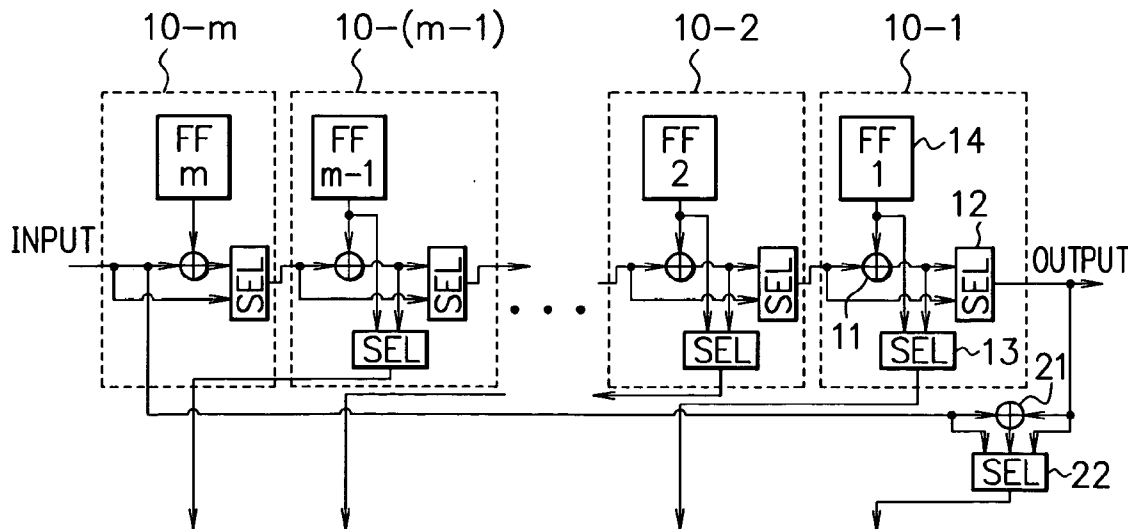 10-m 10-(m-1) 10-2 10-1
FF m
FF m-1
FF 2
FF 1
14
12
INPUT
SEL
SEL
SEL
SEL
OUTPUT
11
SEL
SEL
SEL
13
21
SEL
22